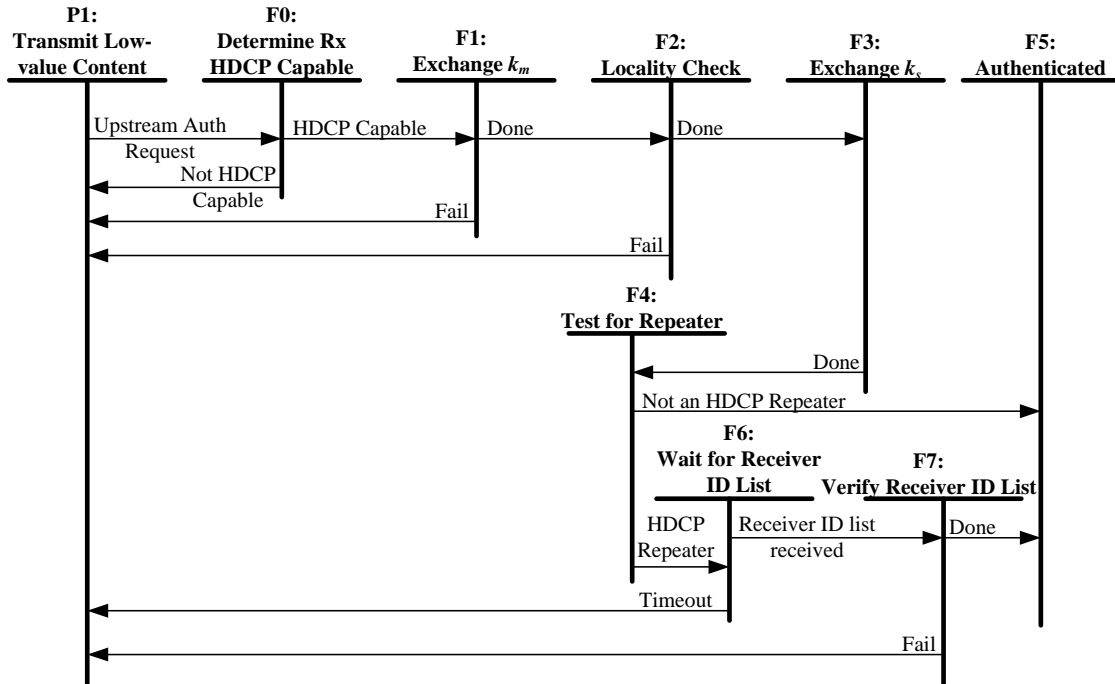 P1:
Transmit Low-
value Content
F0:
Determine Rx
HDCP Capable
F1:
Exchange km
F2:
Locality Check
F3:
Exchange ks
F5:
Authenticated
Upstream Auth
Request
HDCP Capable
Done
Done
Not HDCP
Capable
Fail
Fail
F4:
Test for Repeater
Done
Not an HDCP Repeater
F6:
Wait for Receiver
ID List
F7:
Verify Receiver ID List
HDCP
Repeater
Receiver ID list
received
Done
Timeout
Fail